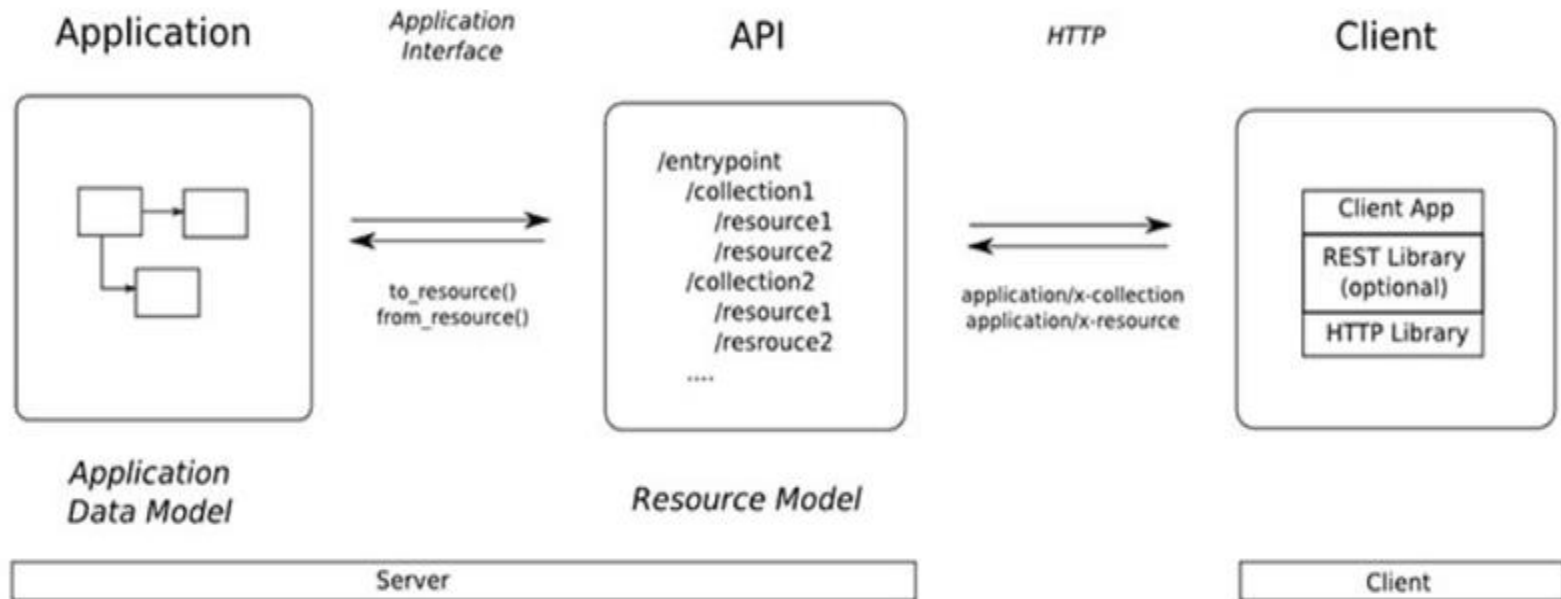 Application
Application
Interface
API
HTTP
Client
/entrypoint
/collection1
/resource1
/resource2
/collection2
/resource1
/resrouce2
....
to_resource()
from_resource()
application/x-collection
application/x-resource
Client App
REST Library
(optional)
HTTP Library
Application
Data Model
Resource Model
Server
Client